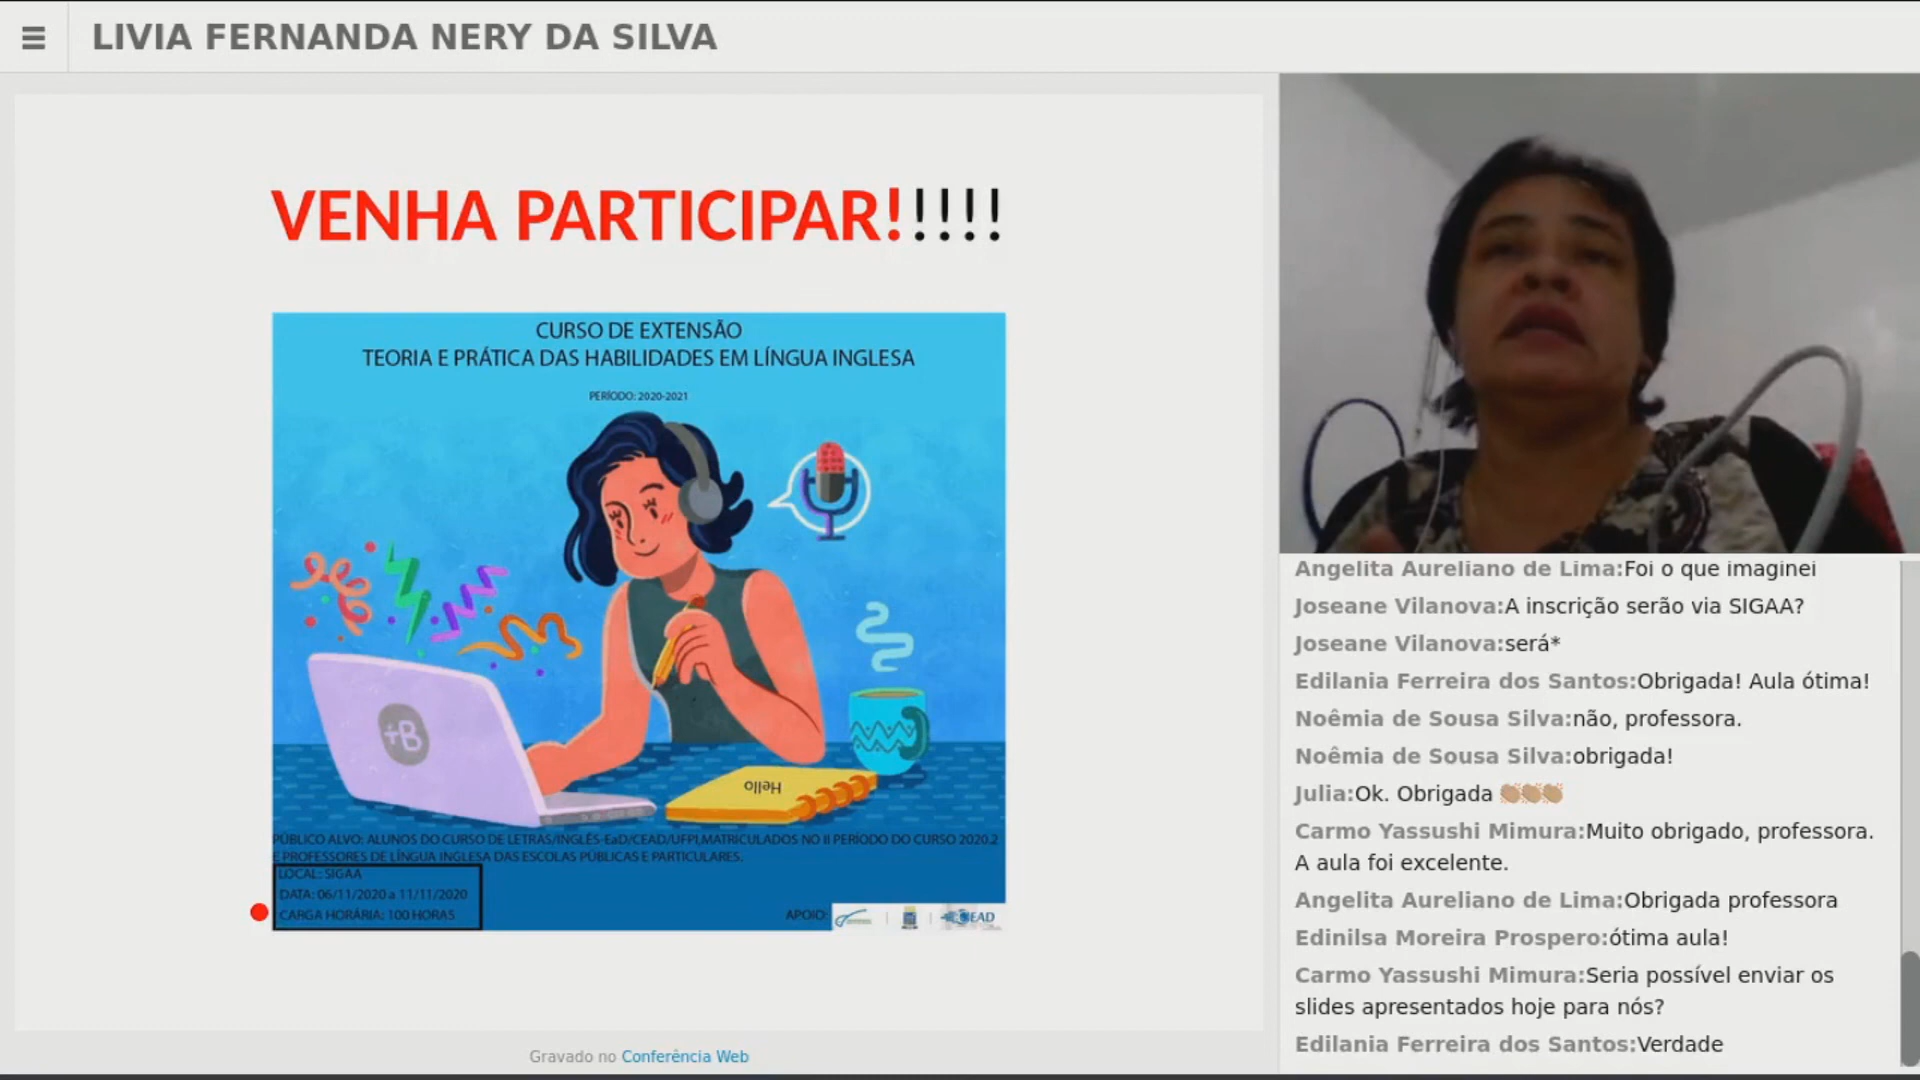 LIVIA FERNANDA NERY DA SILVA
VENHA PARTICIPAR!!!!!
CURSO DE EXTENSÃO
TEORIA E PRÁTICA DAS HABILIDADES EM LÍNGUA INGLESA
PERÍODO: 2020-2021
+B
Hello
PÚBLICO ALVO: ALUNOS DO CURSO DE LETRAS/INGLÊS-EaD/CEAD/UFPI,MATRICULADOS NO II PERÍODO DO CURSO 2020.2
E PROFESSORES DE LÍNGUA INGLESA DAS ESCOLAS PÚBLICAS E PARTICULARES.
LOCAL: SIGAA
DATA: 06/11/2020 a 11/11/2020
CARGA HORÁRIA: 100 HORAS
APOIO:
CEAD
Gravado no Conferência Web
Angelita Aureliano de Lima:Foi o que imaginei
Joseane Vilanova:A inscrição serão via SIGAA?
Joseane Vilanova:será*
Edilania Ferreira dos Santos:Obrigada! Aula ótima!
Noêmia de Sousa Silva:não, professora.
Noêmia de Sousa Silva:obrigada!
Julia:Ok. Obrigada 👏🏼👏🏼👏🏼
Carmo Yassushi Mimura:Muito obrigado, professora.
A aula foi excelente.
Angelita Aureliano de Lima:Obrigada professora
Edinilsa Moreira Prospero:ótima aula!
Carmo Yassushi Mimura:Seria possível enviar os
slides apresentados hoje para nós?
Edilania Ferreira dos Santos:Verdade